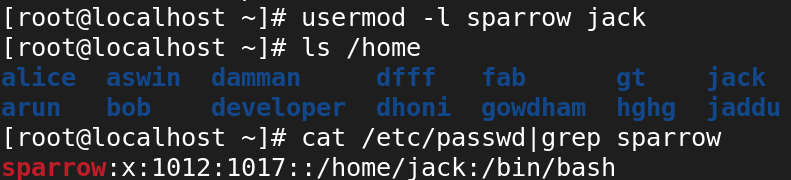 [root@localhost ~]# usermod -l sparrow jack
[root@localhost ~]# ls /home
alice  aswin  damman     dfff   fab      gt    jack
arun   bob    developer  dhoni  gowdham  hghg  jaddu
[root@localhost ~]# cat /etc/passwd|grep sparrow
sparrow:x:1012:1017::/home/jack:/bin/bash